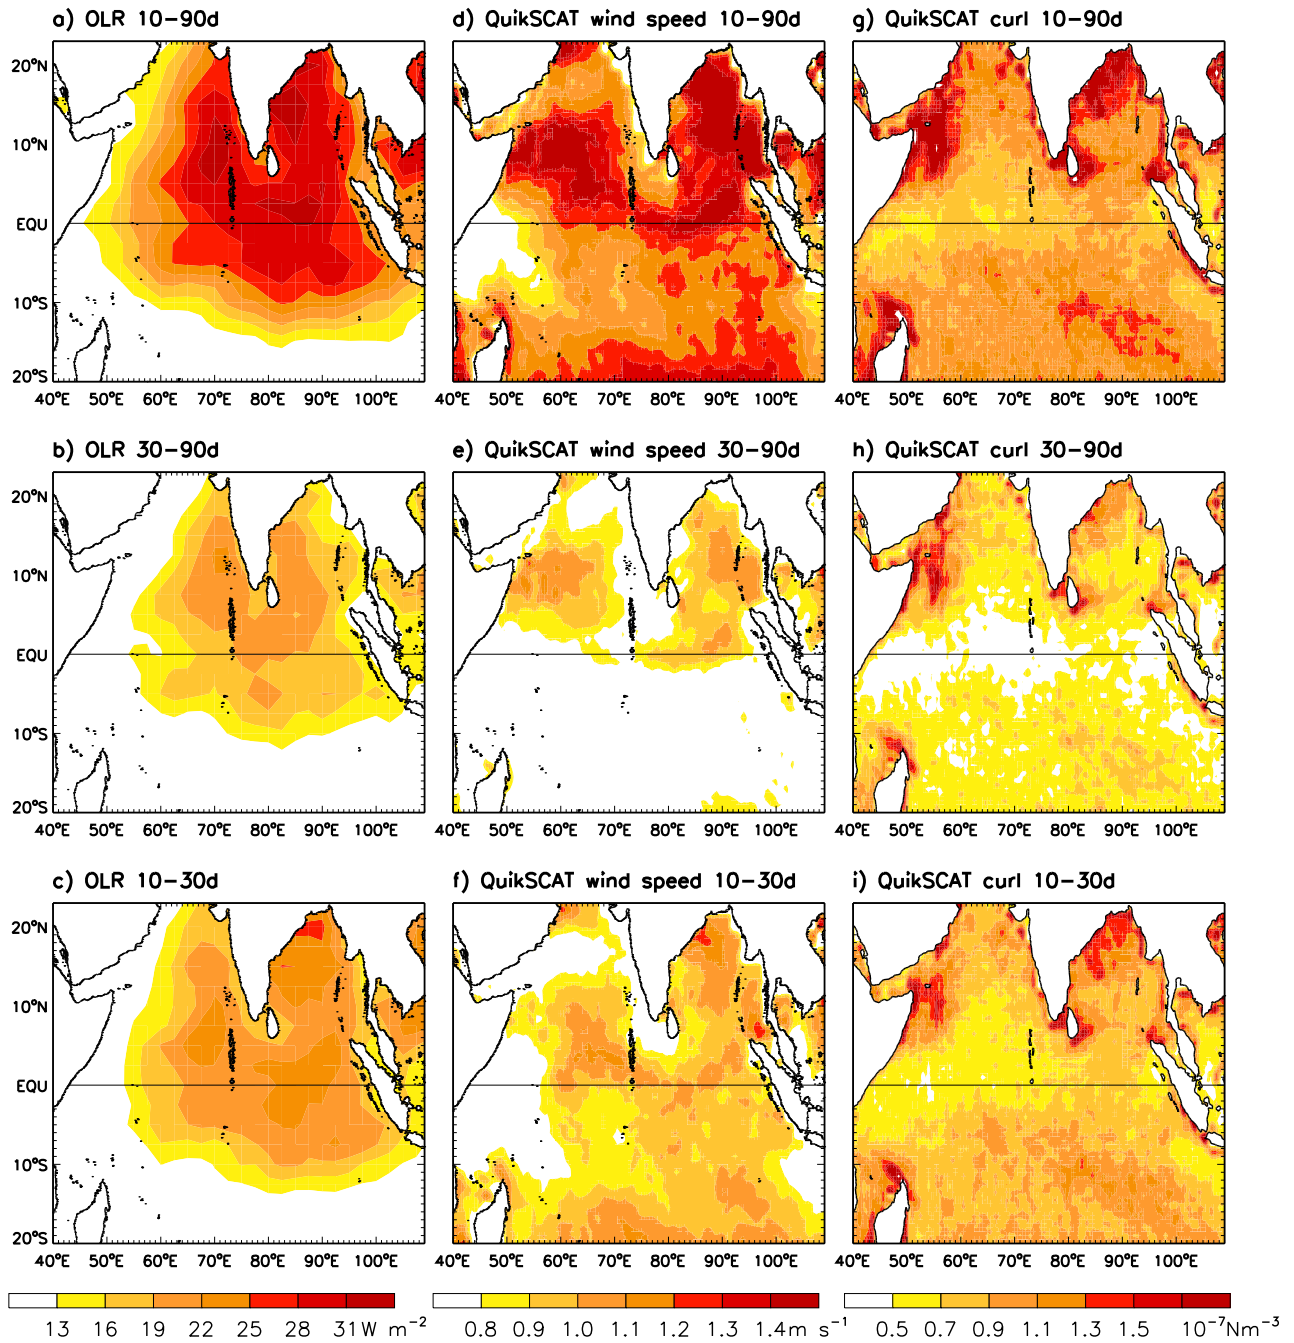 a) OLR 10-90d
d) QuikSCAT wind speed 10-90d
g) QuikSCAT curl 10-90d
20°N
10°N
EQU
10°S
20°S
40°E 50°E 60°E 70°E 80°E 90°E 100°E
40°E 50°E 60°E 70°E 80°E 90°E 100°E
40°E 50°E 60°E 70°E 80°E 90°E 100°E
b) OLR 30-90d
e) QuikSCAT wind speed 30-90d
h) QuikSCAT curl 30-90d
20°N
10°N
EQU
10°S
20°S
40°E 50°E 60°E 70°E 80°E 90°E 100°E
40°E 50°E 60°E 70°E 80°E 90°E 100°E
40°E 50°E 60°E 70°E 80°E 90°E 100°E
c) OLR 10-30d
f) QuikSCAT wind speed 10-30d
i) QuikSCAT curl 10-30d
20°N
10°N
EQU
10°S
20°S
40°E 50°E 60°E 70°E 80°E 90°E 100°E
40°E 50°E 60°E 70°E 80°E 90°E 100°E
40°E 50°E 60°E 70°E 80°E 90°E 100°E
13 16 19 22 25 28 31W m⁻²
0.8 0.9 1.0 1.1 1.2 1.3 1.4m s⁻¹
0.5 0.7 0.9 1.1 1.3 1.5 10⁻⁷Nm⁻³